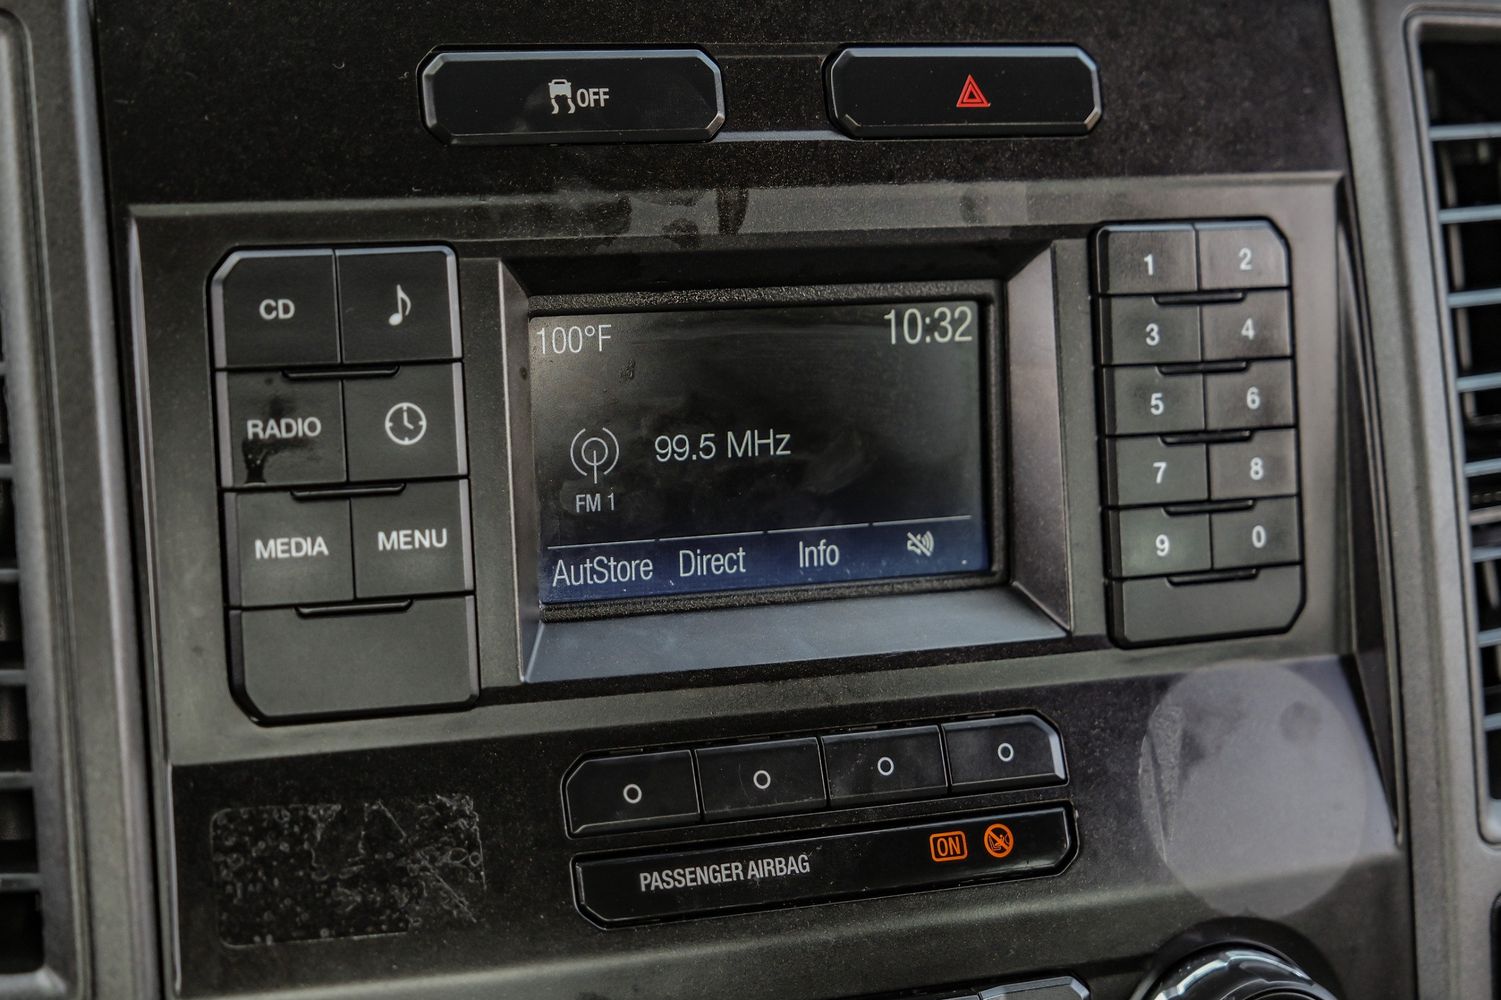 OFF
CD
RADIO
MEDIA MENU
100°F 10:32
99.5 MHz
FM 1
AutStore Direct Info
1 2
3 4
5 6
7 8
9 0
PASSENGER AIRBAG ON